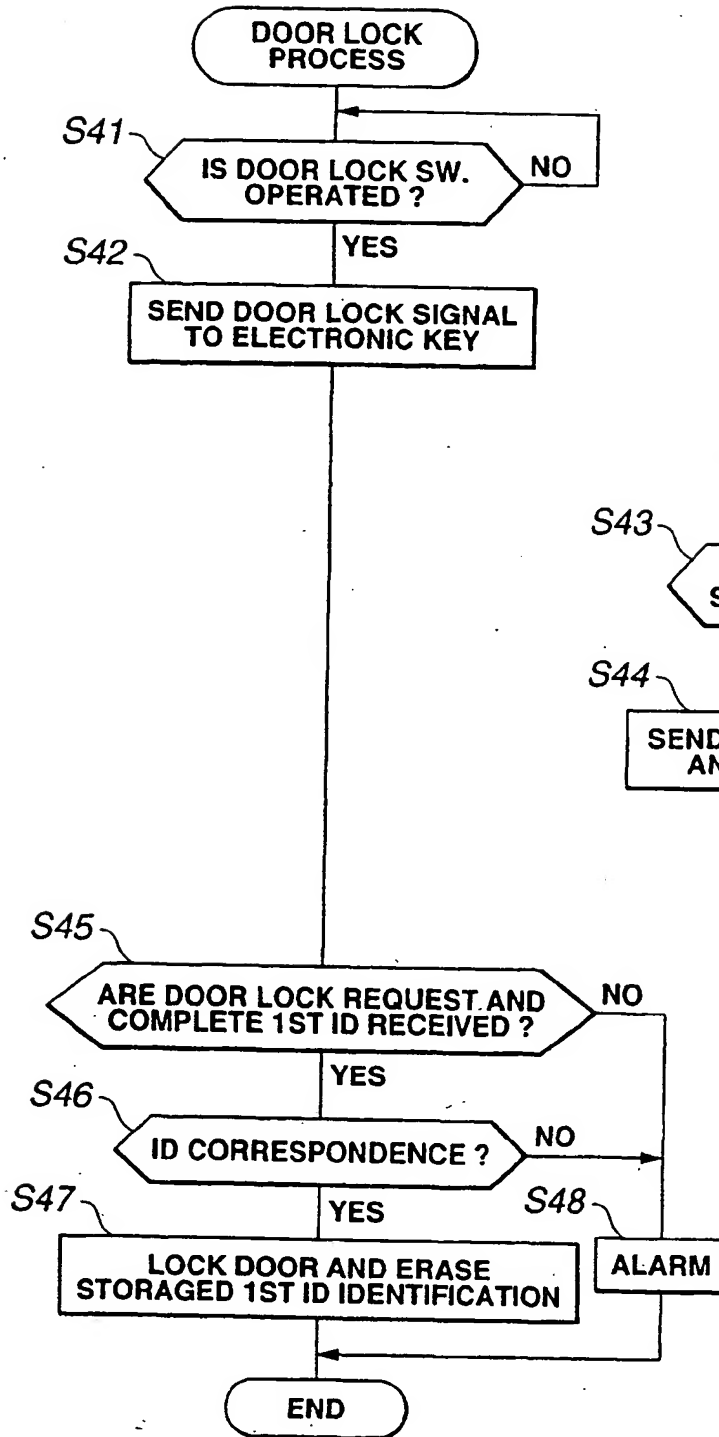 DOOR LOCK
PROCESS
S41
IS DOOR LOCK SW.
OPERATED ?
NO
YES
S42
SEND DOOR LOCK SIGNAL
TO ELECTRONIC KEY
S43
S
S44
SEND
AN
S45
ARE DOOR LOCK REQUEST AND
COMPLETE 1ST ID RECEIVED ?
NO
YES
S46
ID CORRESPONDENCE ?
NO
YES
S47
LOCK DOOR AND ERASE
STORAGED 1ST ID IDENTIFICATION
S48
ALARM
END